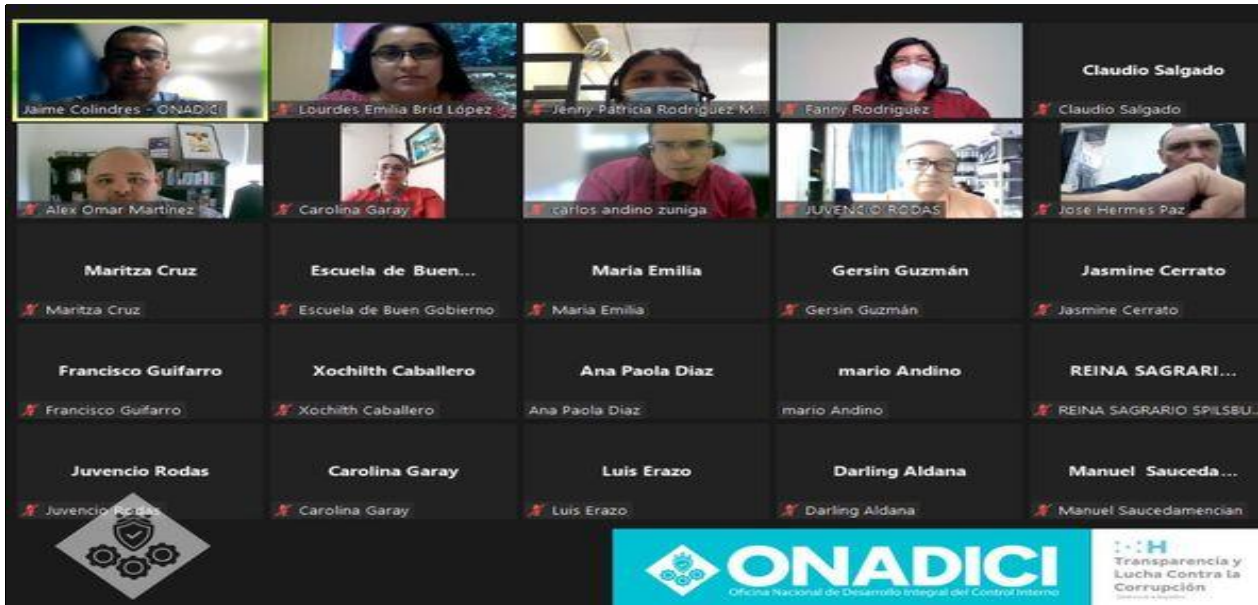 Jaime Colindres - ONADICI
Lourdes Emilia Brid López
Jenny Patricia Rodriguez M...
Fanny Rodriguez
Claudio Salgado
Claudio Salgado
Alex Omar Martinez
Carolina Garay
carlos andino zuniga
JUVENCIO RODAS
Jose Hermes Paz
Maritza Cruz
Escuela de Buen...
Maria Emilia
Gersin Guzmán
Jasmine Cerrato
Maritza Cruz
Escuela de Buen Gobierno
Maria Emilia
Gersin Guzmán
Jasmine Cerrato
Francisco Guifarro
Xochilth Caballero
Ana Paola Diaz
mario Andino
REINA SAGRARI...
Francisco Guifarro
Xochilth Caballero
Ana Paola Diaz
mario Andino
REINA SAGRARIO SPILSBU...
Juvencio Rodas
Carolina Garay
Luis Erazo
Darling Aldana
Manuel Sauceda...
Juvencio Rodas
Carolina Garay
Luis Erazo
Darling Aldana
Manuel Saucedamencian
ONADICI
Oficina Nacional de Desarrollo Integral del Control Interno
H
Transparencia y
Lucha Contra la
Corrupción